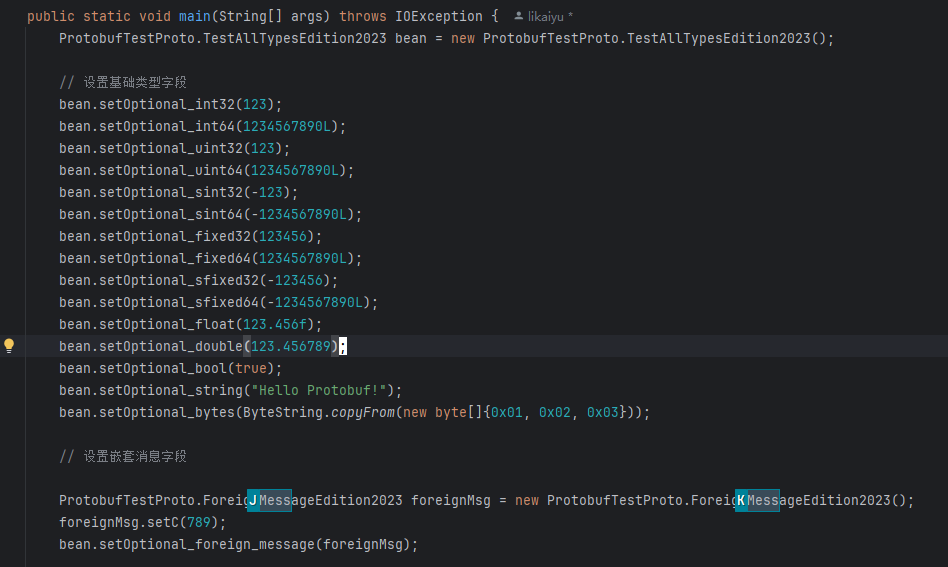 public static void main(String[] args) throws IOException {  likaiyu *
ProtobufTestProto.TestAllTypesEdition2023 bean = new ProtobufTestProto.TestAllTypesEdition2023();
// 设置基础类型字段
bean.setOptional_int32(123);
bean.setOptional_int64(1234567890L);
bean.setOptional_uint32(123);
bean.setOptional_uint64(1234567890L);
bean.setOptional_sint32(-123);
bean.setOptional_sint64(-1234567890L);
bean.setOptional_fixed32(123456);
bean.setOptional_fixed64(1234567890L);
bean.setOptional_sfixed32(-123456);
bean.setOptional_sfixed64(-1234567890L);
bean.setOptional_float(123.456f);
bean.setOptional_double(123.456789);
bean.setOptional_bool(true);
bean.setOptional_string("Hello Protobuf!");
bean.setOptional_bytes(ByteString.copyFrom(new byte[]{0x01, 0x02, 0x03}));
// 设置嵌套消息字段
ProtobufTestProto.ForeigJMessageEdition2023 foreignMsg = new ProtobufTestProto.ForeigKMessageEdition2023();
foreignMsg.setC(789);
bean.setOptional_foreign_message(foreignMsg);